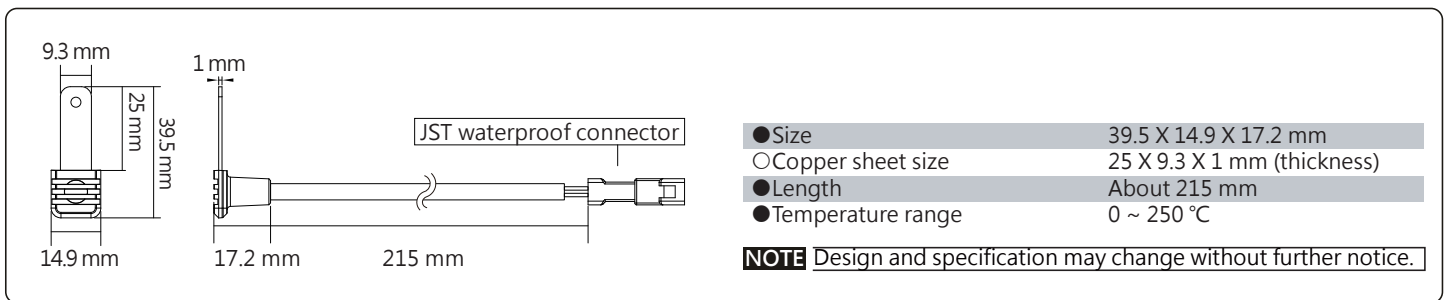 9.3 mm
1 mm
25 mm
39.5 mm
JST waterproof connector
14.9 mm
17.2 mm
215 mm
●Size 39.5 X 14.9 X 17.2 mm
○Copper sheet size 25 X 9.3 X 1 mm (thickness)
●Length About 215 mm
●Temperature range 0 ~ 250 ℃
NOTE Design and specification may change without further notice.